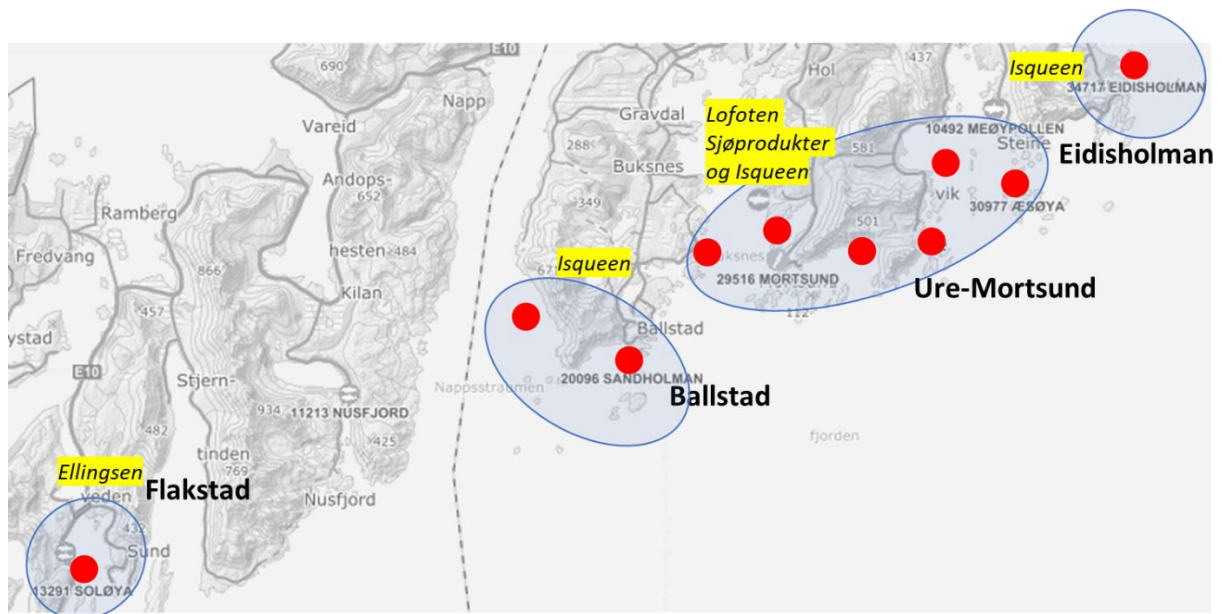 E10
690
Napp
Vareid
Andops-
652
Ramberg
hesten
484
Fredvang
866
Kilan
457
ystad
E10
Stjern-
11213 NUSFJORD
934
482
425
tinden
769
Nusfjord
Ellingsen
Flakstad
veden
432
Sund
13291 SOLØYA
Gravdal
288
Buksnes
349
Isqueen
671
Ballstad
20096 SANDHOLMAN
Nappsstraumen
Ballstad
Hol
437
Lofoten
Sjøprodukter
og Isqueen
581
10492 MEØYPOLLEN
Steine
vik
30977 ÆSØYA
501
aksnes
29516 MORTSUND
Ure-Mortsund
112
fjorden
Isqueen
34717 EIDISHOLMAN
Eidisholman